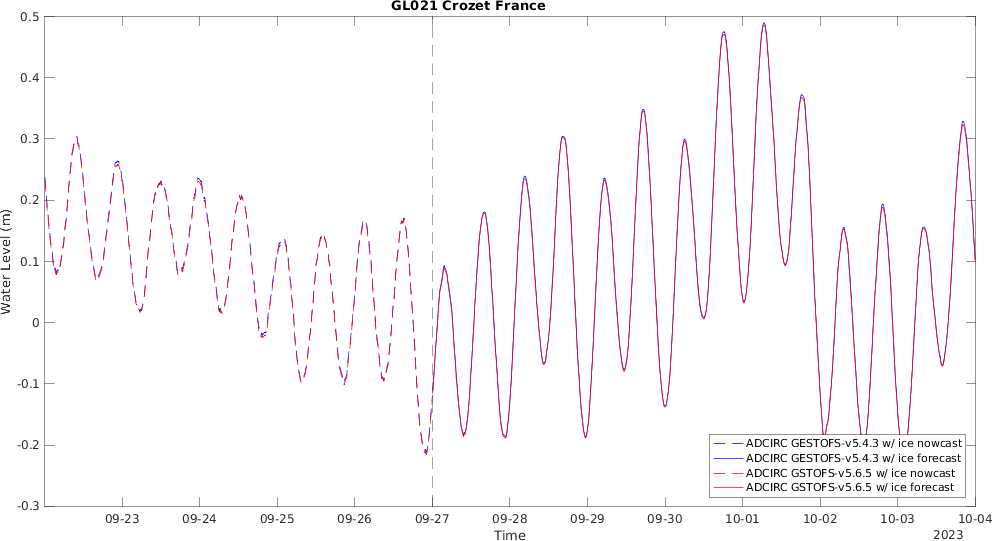 GL021 Crozet France
0.5
0.4
0.3
0.2
0.1
0
-0.1
-0.2
-0.3
Water Level (m)
ADCIRC GESTOFS-v5.4.3 w/ ice nowcast
ADCIRC GESTOFS-v5.4.3 w/ ice forecast
ADCIRC GSTOFS-v5.6.5 w/ ice nowcast
ADCIRC GSTOFS-v5.6.5 w/ ice forecast
09-23 09-24 09-25 09-26 09-27 09-28 09-29 09-30 10-01 10-02 10-03 10-04
Time
2023